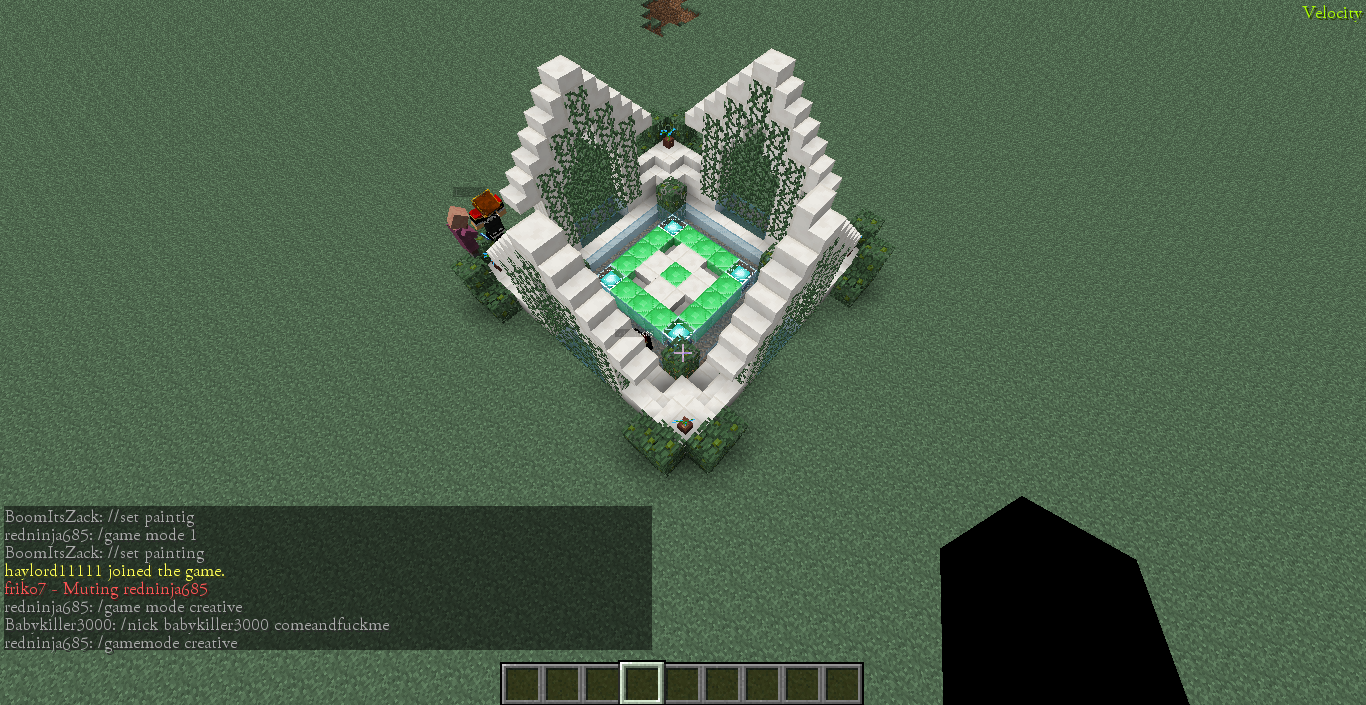 Velocity
BoomItsZack: //set paintig
redninja685: /game mode 1
BoomItsZack: //set painting
havlord11111 joined the game.
friko7 - Muting redninja685
redninja685: /game mode creative
Babykiller3000: /nick babykiller3000 comeandfuckme
redninja685: /gamemode creative